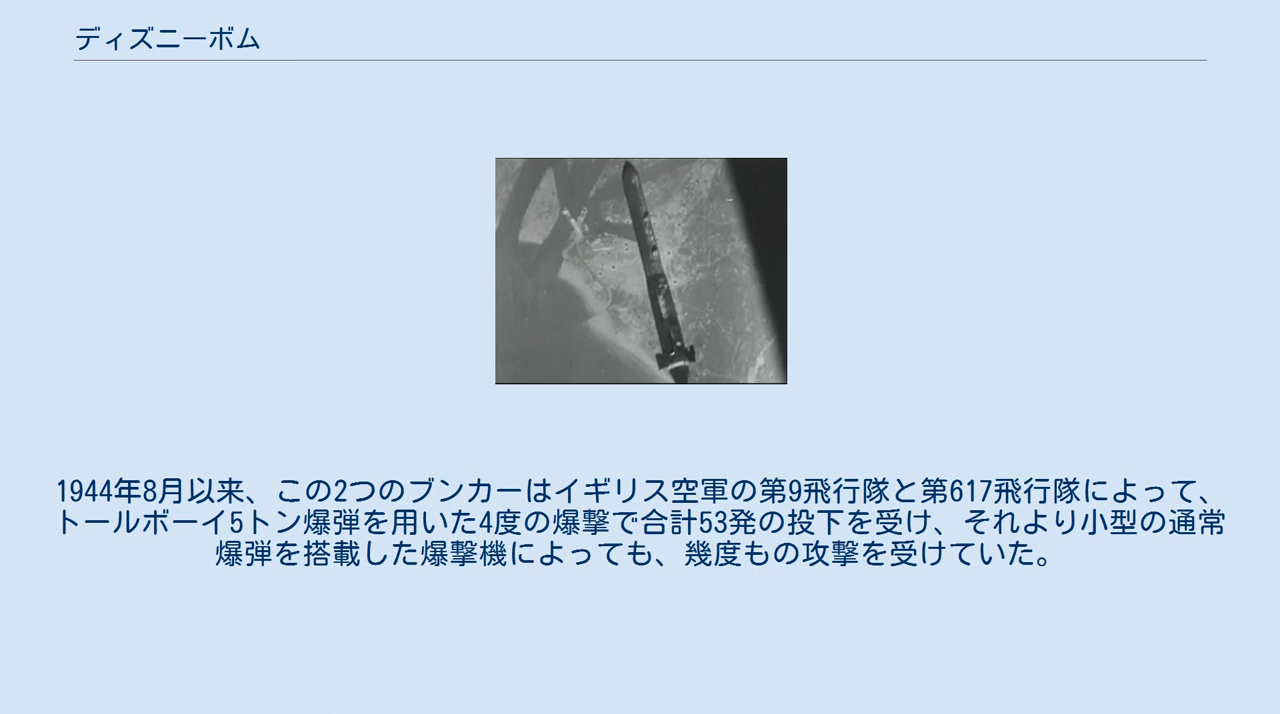 ディズニーボム
1944年8月以来、この2つのブンカーはイギリス空軍の第9飛行隊と第617飛行隊によって、
トールボーイ5トン爆弾を用いた4度の爆撃で合計53発の投下を受け、それより小型の通常
爆弾を搭載した爆撃機によっても、幾度もの攻撃を受けていた。